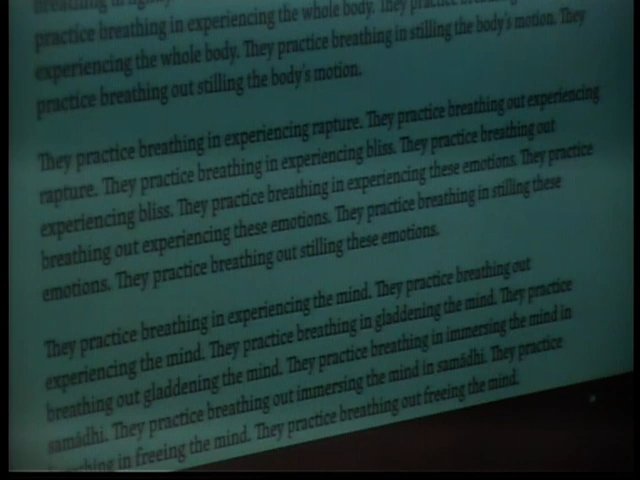 practice breathing in experiencing the whole body. They practice
experiencing the whole body. They practice breathing in stilling the body's motion. They
practice breathing out stilling the body's motion.
They practice breathing in experiencing rapture. They practice breathing out experiencing
rapture. They practice breathing in experiencing bliss. They practice breathing out
experiencing bliss. They practice breathing in experiencing these emotions. They practice
breathing out experiencing these emotions. They practice breathing in stilling these
emotions. They practice breathing out stilling these emotions.
They practice breathing in experiencing the mind. They practice breathing out
experiencing the mind. They practice breathing in gladdening the mind. They practice
breathing out gladdening the mind. They practice breathing in immersing the mind in
samādhi. They practice breathing out immersing the mind in samādhi. They practice
breathing in freeing the mind. They practice breathing out freeing the mind.